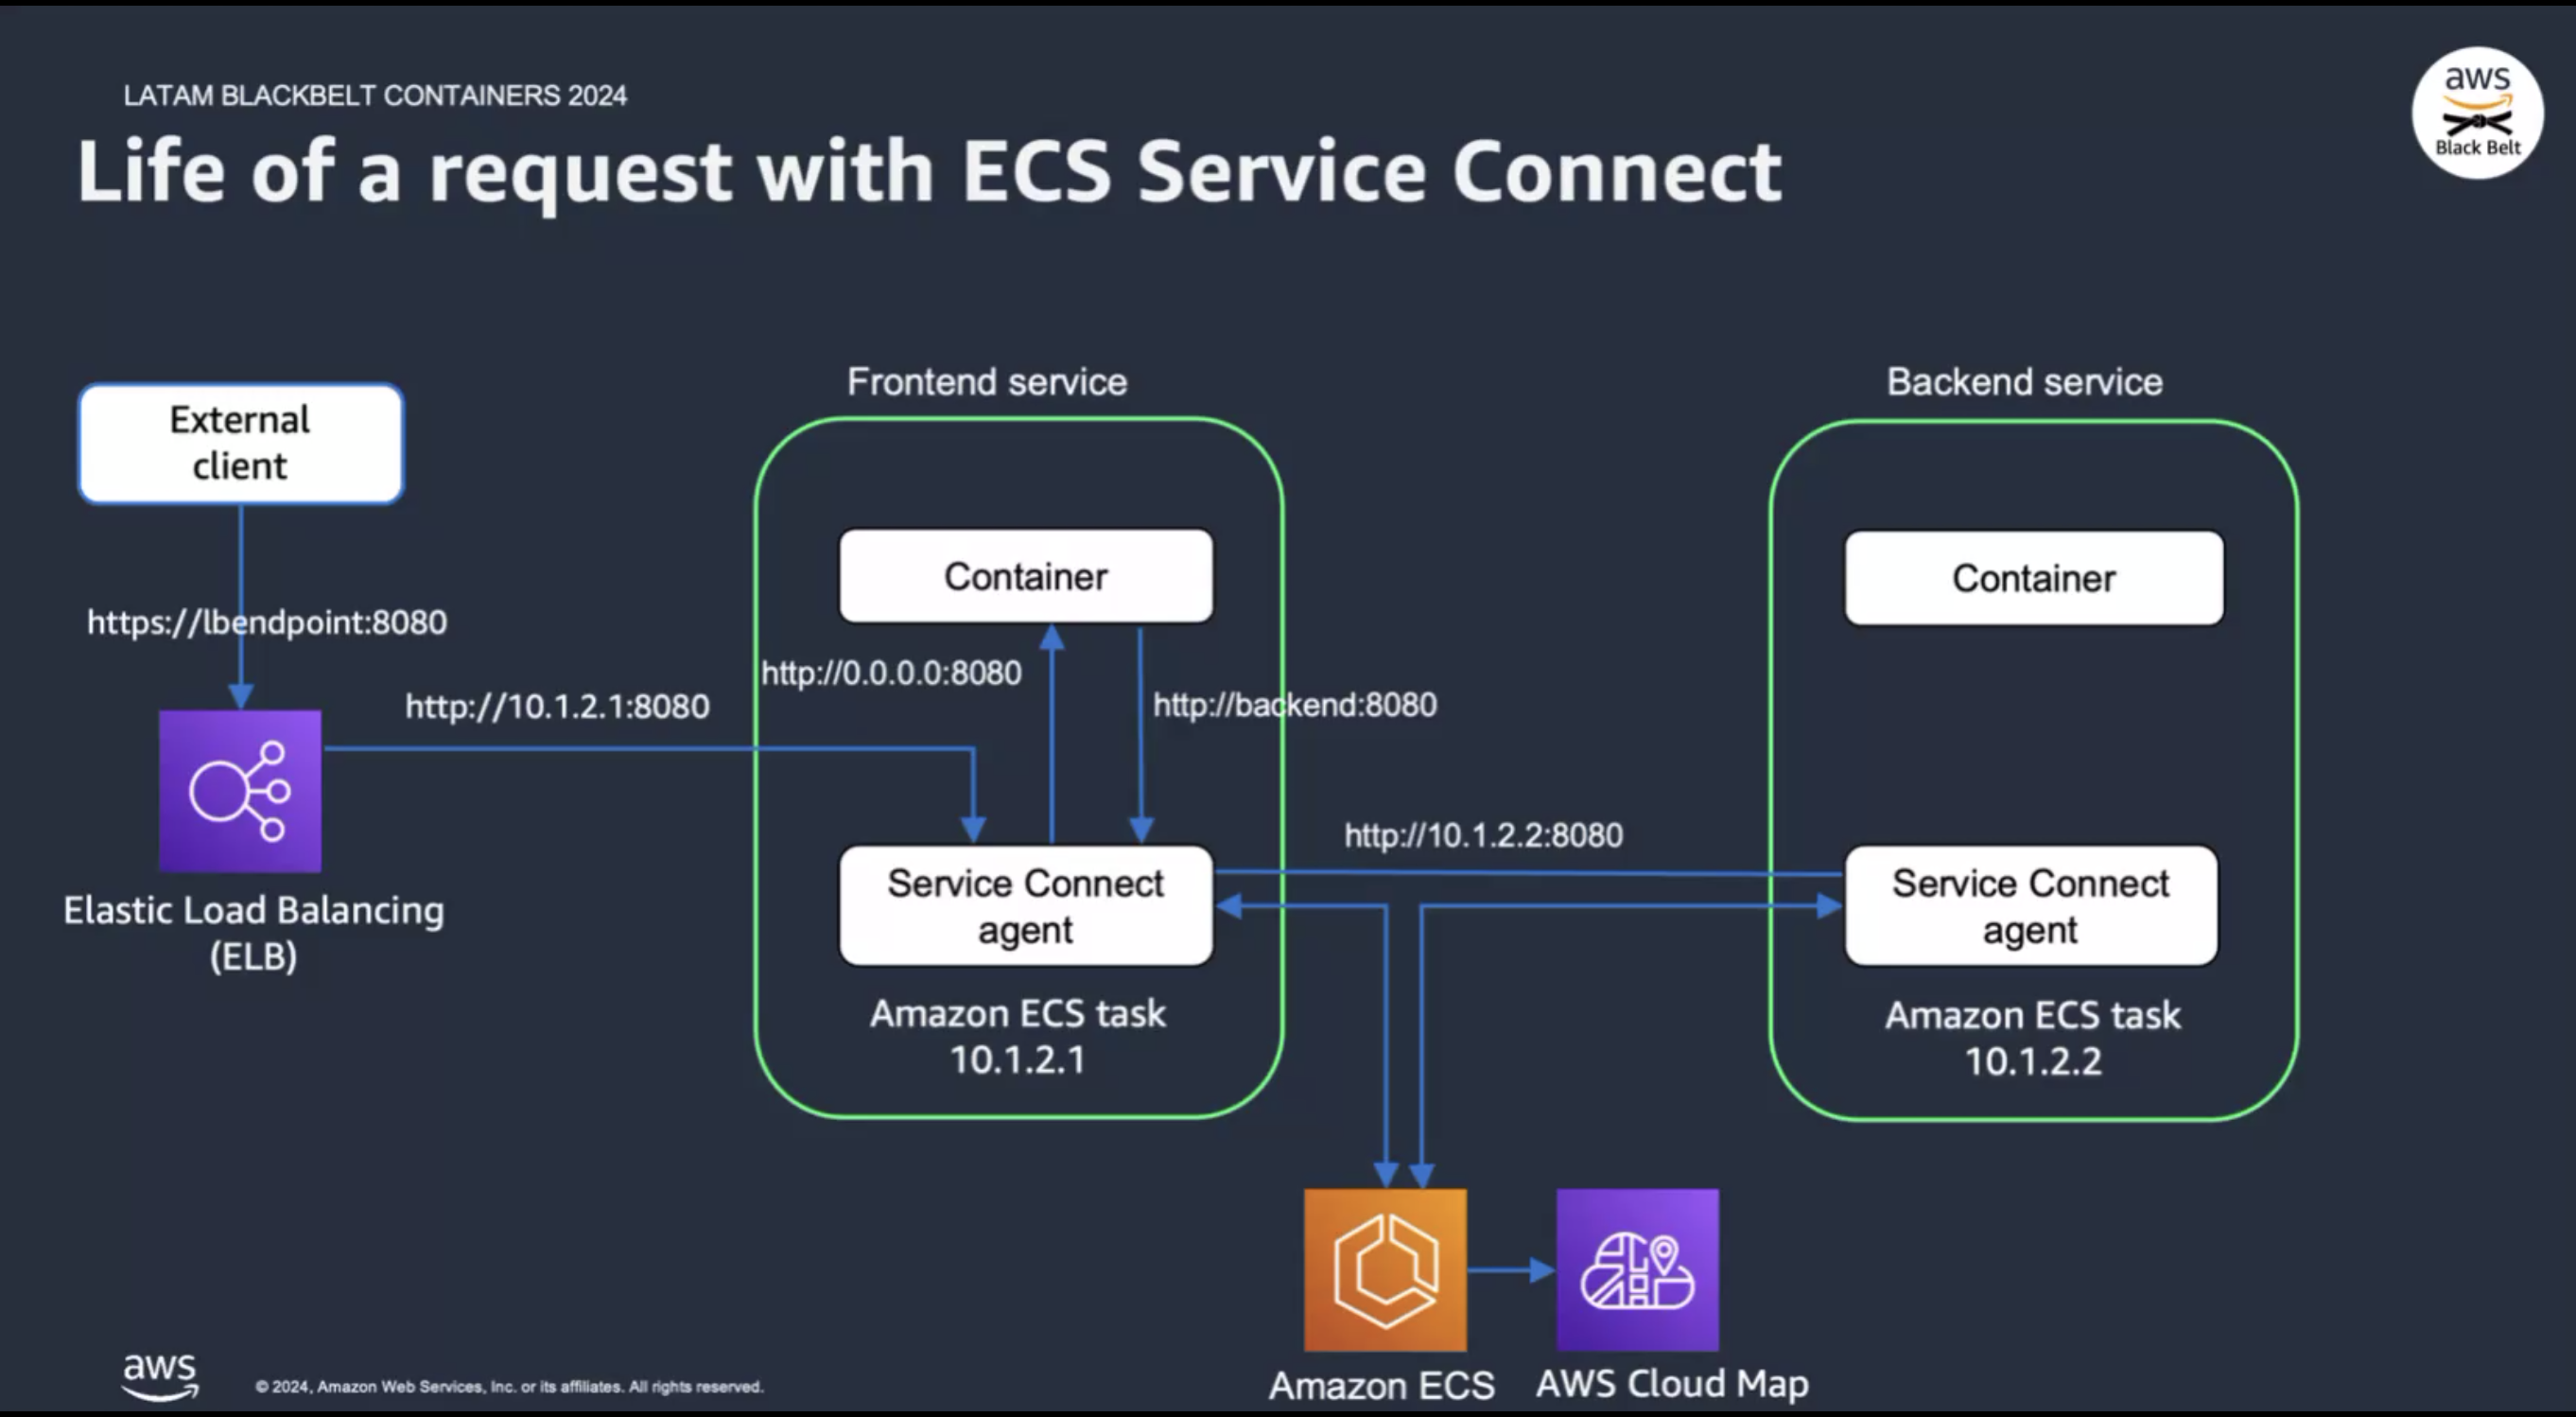 LATAM BLACKBELT CONTAINERS 2024
aws
Black Belt
Life of a request with ECS Service Connect
Frontend service
Backend service
External
client
Container
Container
https://lbendpoint:8080
http://10.1.2.1:8080
http://0.0.0.0:8080
http://backend:8080
http://10.1.2.2:8080
Elastic Load Balancing
(ELB)
Service Connect
agent
Service Connect
agent
Amazon ECS task
10.1.2.1
Amazon ECS task
10.1.2.2
Amazon ECS
AWS Cloud Map
aws
© 2024, Amazon Web Services, Inc. or its affiliates. All rights reserved.